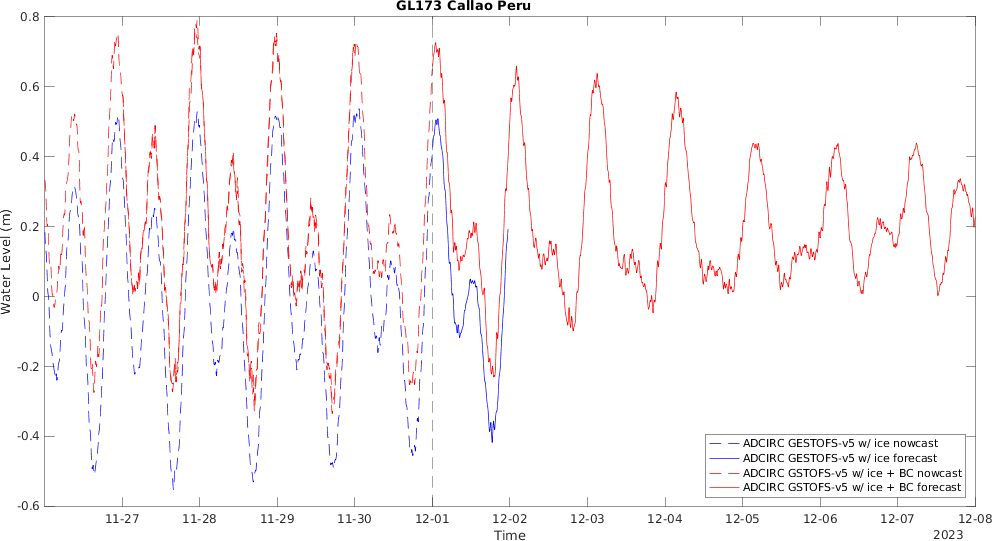 GL173 Callao Peru
0.8
0.6
0.4
0.2
0
-0.2
-0.4
-0.6
Water Level (m)
ADCIRC GESTOFS-v5 w/ ice nowcast
ADCIRC GESTOFS-v5 w/ ice forecast
ADCIRC GSTOFS-v5 w/ ice + BC nowcast
ADCIRC GSTOFS-v5 w/ ice + BC forecast
11-27 11-28 11-29 11-30 12-01 12-02 12-03 12-04 12-05 12-06 12-07 12-08
Time
2023